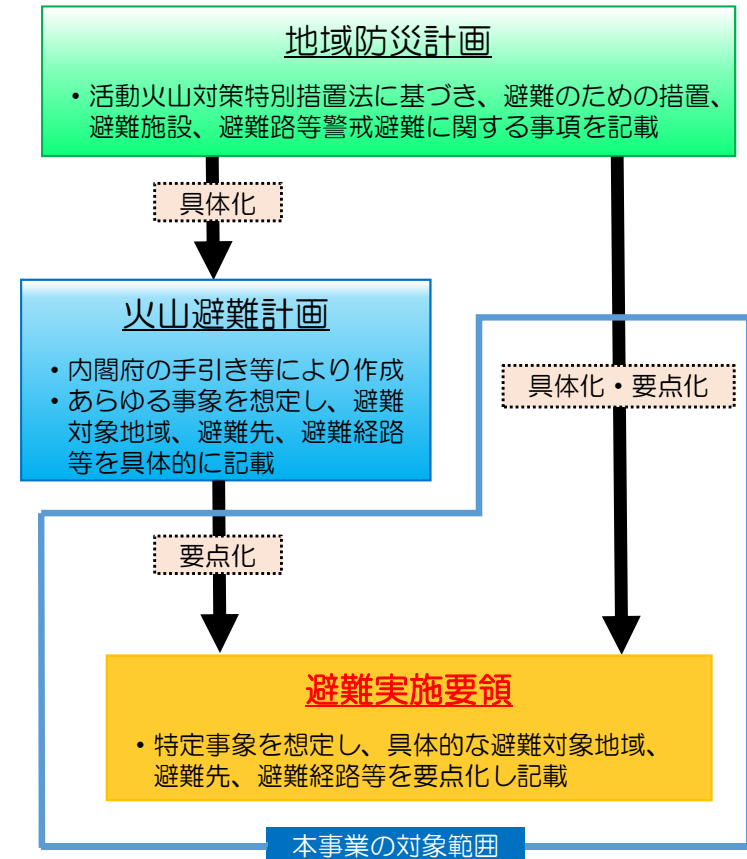 地域防災計画
・活動火山対策特別措置法に基づき、避難のための措置、
避難施設、避難路等警戒避難に関する事項を記載
具体化
火山避難計画
・内閣府の手引き等により作成
・あらゆる事象を想定し、避難
対象地域、避難先、避難経路
等を具体的に記載
具体化・要点化
要点化
避難実施要領
・特定事象を想定し、具体的な避難対象地域、
避難先、避難経路等を要点化し記載
本事業の対象範囲